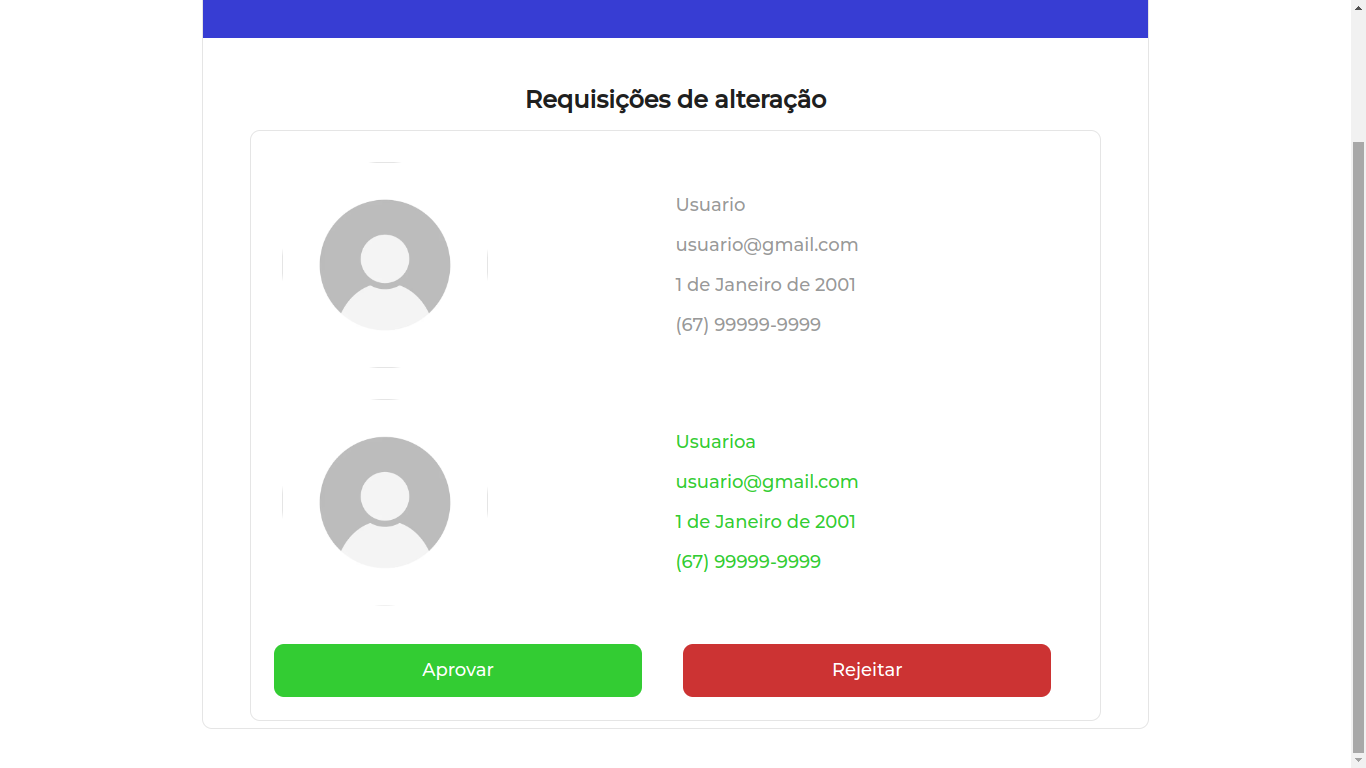 Requisições de alteração
Usuario
usuario@gmail.com
1 de Janeiro de 2001
(67) 99999-9999
Usuarioa
usuario@gmail.com
1 de Janeiro de 2001
(67) 99999-9999
Aprovar
Rejeitar